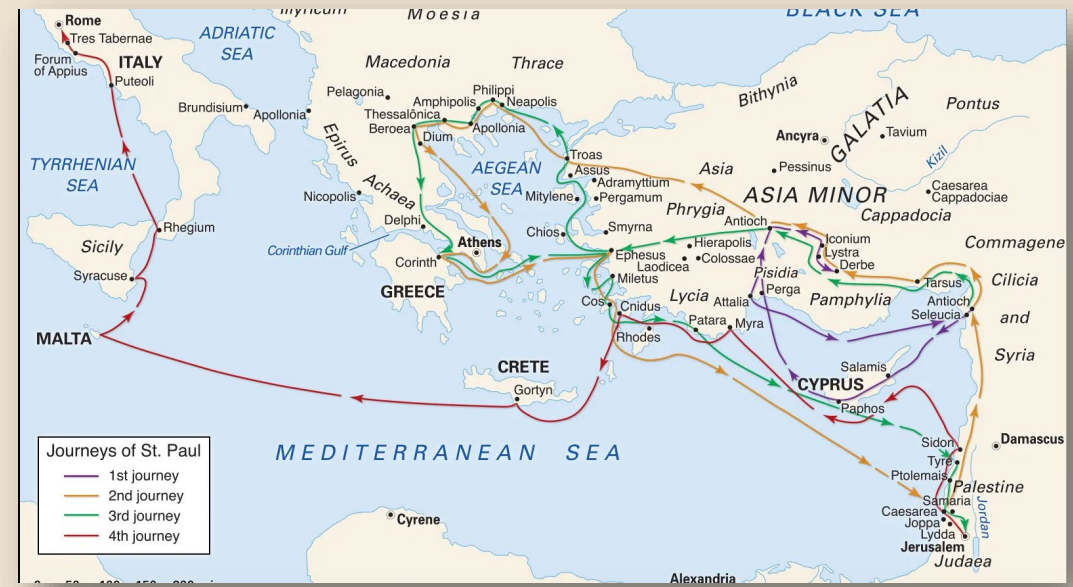 Illyricum
Moesia
BLACK SEA
Rome
Tres Tabernae
ADRIATIC
SEA
Forum
of Appius
ITALY
Puteoli
Macedonia
Thrace
Bithynia
Pontus
GALATIA
Pelagonia
Philippi
Amphipolis
Neapolis
Brundisium
Apollonia
Thessalônica
Beroea
Apollonia
Dium
Ancyra
Tavium
Kizil
Epirus
TYRRHENIAN
SEA
AEGEAN
SEA
Troas
Assus
Adramyttium
Mitylene
Pergamum
Asia
Pessinus
ASIA MINOR
Caesarea
Cappadociae
Cappadocia
Nicopolis
Achaea
Phrygia
Antioch
Delphi
Chios
Smyrna
Rhegium
Sicily
Corinthian Gulf
Athens
Corinth
Ephesus
Hierapolis
Laodicea
Colossae
Iconium
Lystra
Derbe
Commagene
Syracuse
GREECE
Miletus
Pisidia
Perga
Pamphylia
Tarsus
Cilicia
Cos
Cnidus
Lycia
Attalia
Antioch
Seleucia
and
MALTA
Rhodes
Patara
Myra
Syria
CRETE
Gortyn
Salamis
CYPRUS
Paphos
MEDITERRANEAN SEA
Sidon
Damascus
Tyre
Ptolemais
Palestine
Samaria
Caesarea
Joppa
Jordan
Lydda
Jerusalem
Judaea
Journeys of St. Paul
1st journey
2nd journey
3rd journey
4th journey
Cyrene
Alexandria